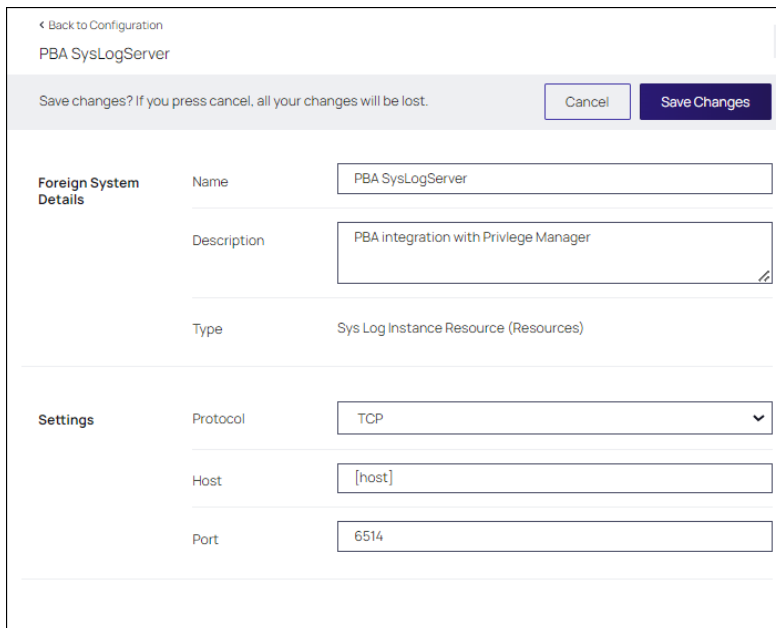 < Back to Configuration
PBA SysLogServer
Save changes? If you press cancel, all your changes will be lost.
Cancel
Save Changes
Foreign System
Details
Name
PBA SysLogServer
Description
PBA integration with Privlege Manager
Type
Sys Log Instance Resource (Resources)
Settings
Protocol
TCP
Host
[host]
Port
6514